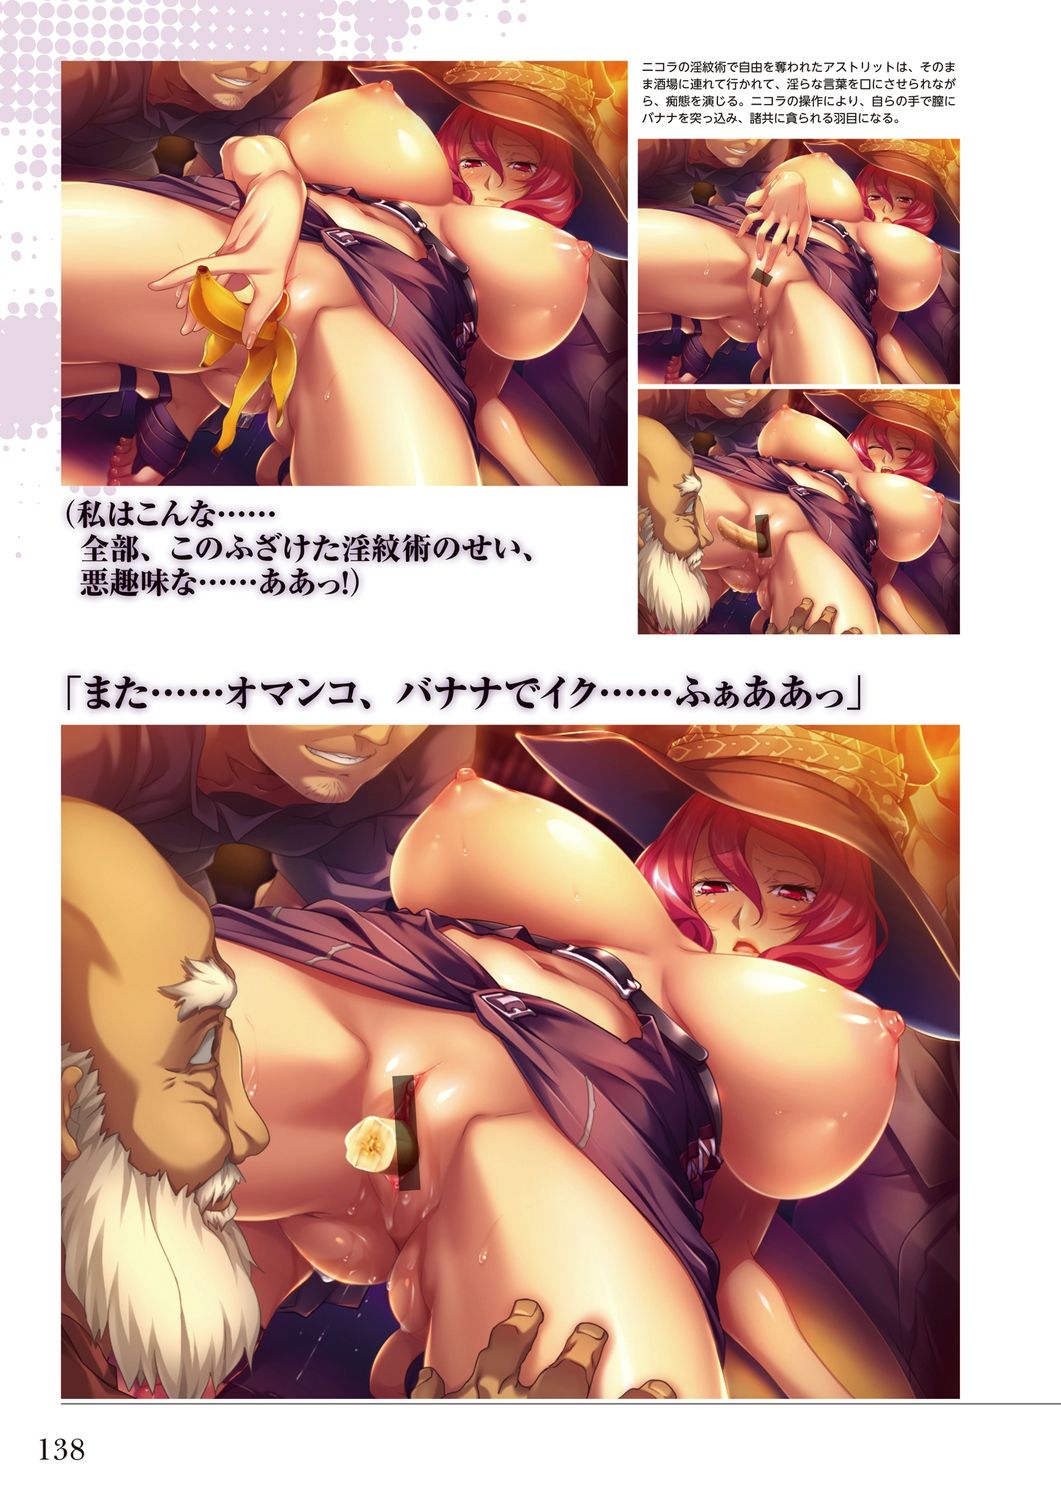 ニコラの淫紋術で自由を奪われたアストリットは、そのま
ま酒場に連れて行かれて、淫らな言葉を口にさせられなが
ら、痴態を演じる。ニコラの操作により、自らの手で膣に
バナナを突っ込み、諸共に貪られる羽目になる。
(私はこんな……
全部、このふざけた淫紋術のせい、
悪趣味な……ああっ!)
「また……オマンコ、バナナでイク……ふぁああっ」
138